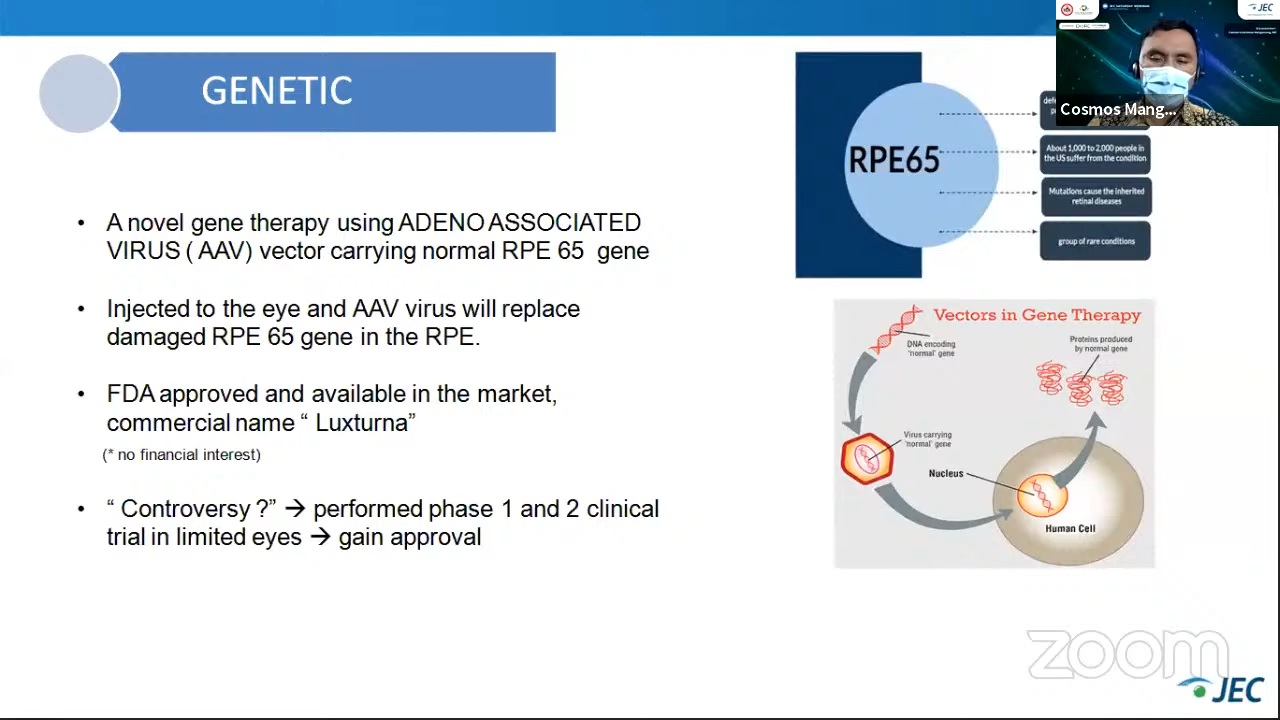 GENETIC
A novel gene therapy using ADENO ASSOCIATED
VIRUS ( AAV) vector carrying normal RPE 65 gene
Injected to the eye and AAV virus will replace
damaged RPE 65 gene in the RPE.
FDA approved and available in the market,
commercial name “ Luxturna”
(* no financial interest)
“ Controversy ?” → performed phase 1 and 2 clinical
trial in limited eyes → gain approval
RPE65
About 1,000 to 2,000 people in
the US suffer from the condition
Mutations cause the inherited
retinal diseases
group of rare conditions
Vectors in Gene Therapy
DNA encoding
'normal' gene
Proteins produced
by normal gene
Virus carrying
'normal' gene
Nucleus
Human Cell
JEC
Cosmos Mang...
zoom
JEC